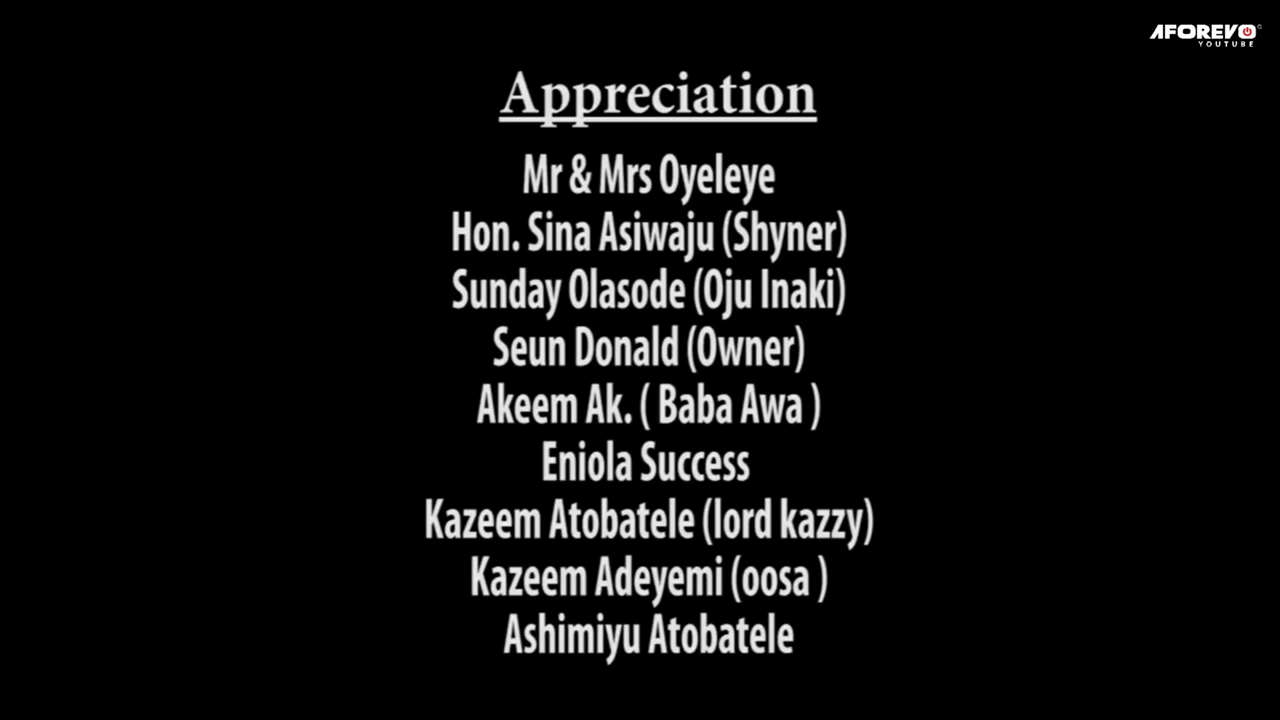 AFOREVO
YOUTUBE
Appreciation
Mr & Mrs Oyeleye
Hon. Sina Asiwaju (Shyner)
Sunday Olasode (Oju Inaki)
Seun Donald (Owner)
Akeem Ak. ( Baba Awa )
Eniola Success
Kazeem Atobatele (lord kazzy)
Kazeem Adeyemi (oosa )
Ashimiyu Atobatele